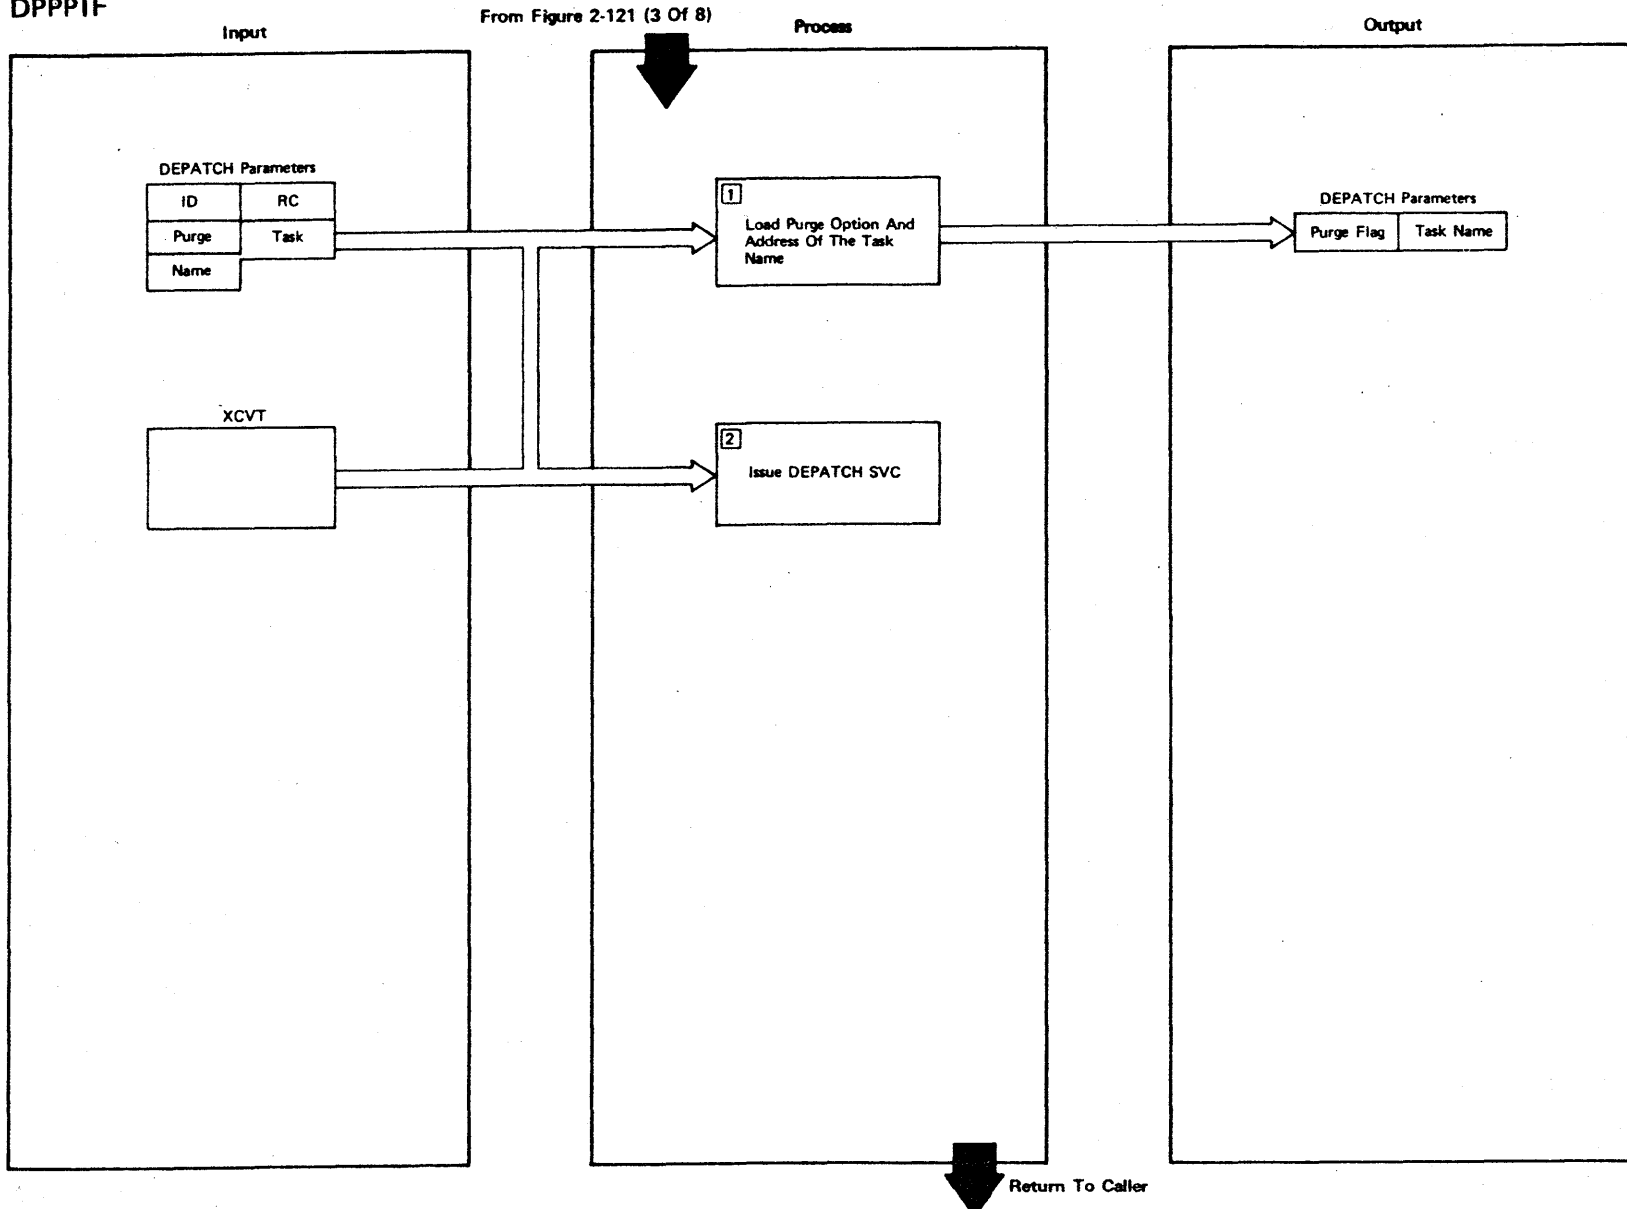 DPPPIF
From Figure 2-121 (3 Of 8)
Input
Process
Output
DEPATCH Parameters
ID
RC
Purge
Task
Name
1
Load Purge Option And
Address Of The Task
Name
DEPATCH Parameters
Purge Flag
Task Name
XCVT
2
Issue DEPATCH SVC
Return To Caller